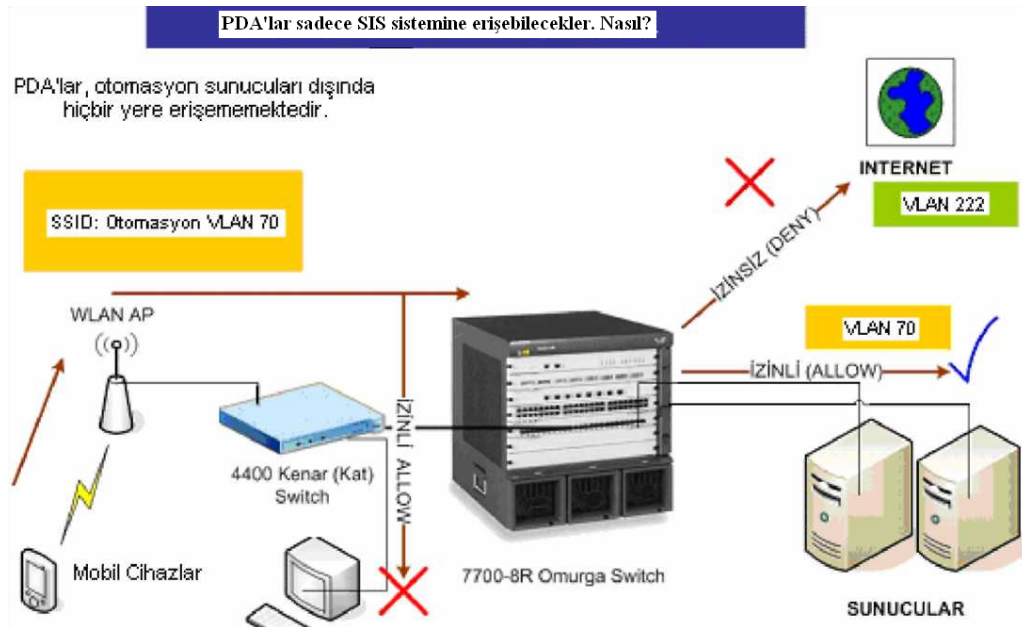 PDA'lar sadece SIS sistemine erişebilecekler. Nasıl?
PDA'lar, otomasyon sunucuları dışında
hiçbir yere erişememektedir.
INTERNET
VLAN 222
SSID: Otomasyon VLAN 70
İZİNSİZ (DENY)
WLAN AP
VLAN 70
İZİNLİ (ALLOW)
İZİNLİ ALLOW
4400 Kenar (Kat)
Switch
Mobil Cihazlar
7700-8R Omurga Switch
SUNUCULAR